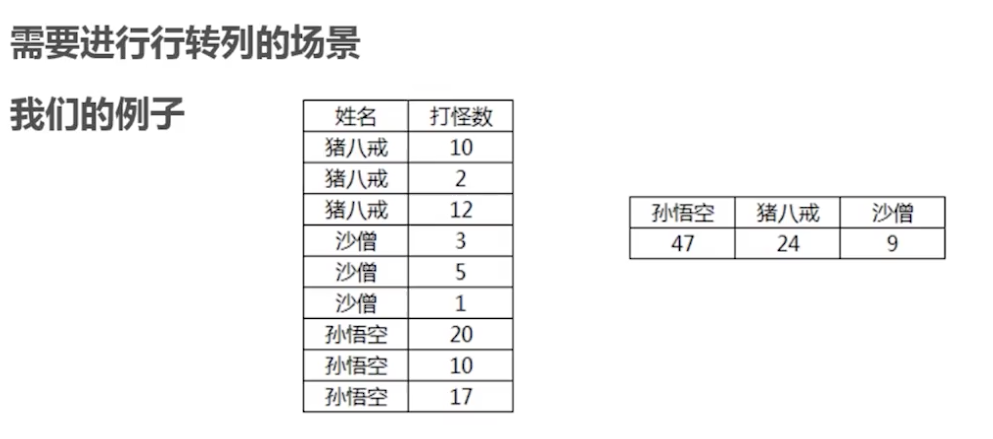 需要进行行转列的场景
我们的例子
姓名 打怪数
猪八戒 10
猪八戒 2
猪八戒 12
沙僧 3
沙僧 5
沙僧 1
孙悟空 20
孙悟空 10
孙悟空 17
孙悟空 猪八戒 沙僧
47 24 9